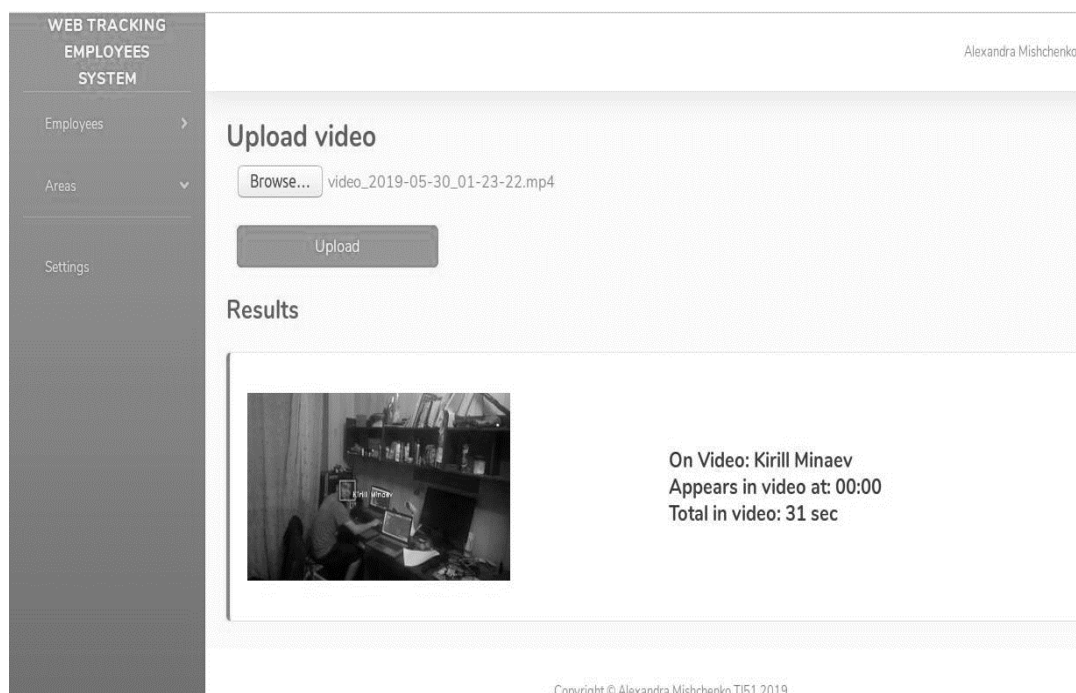 WEB TRACKING
EMPLOYEES
SYSTEM
Alexandra Mishchenko
Employees
Areas
Settings
Upload video
Browse... video_2019-05-30_01-23-22.mp4
Upload
Results
Kirill Minaev
On Video: Kirill Minaev
Appears in video at: 00:00
Total in video: 31 sec
Copyright © Alexandra Mishchenko TI51 2019